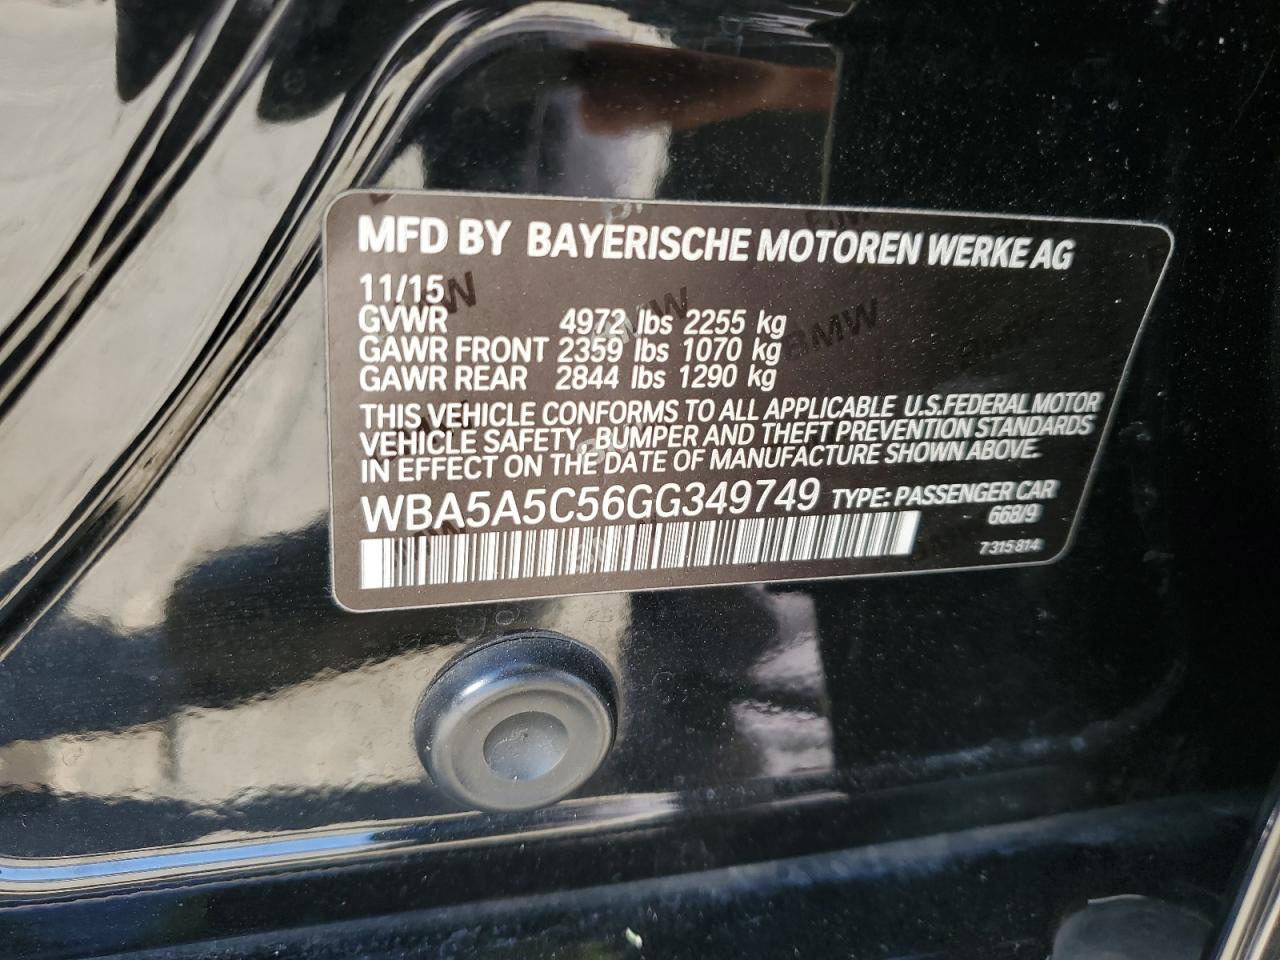 MFD BY BAYERISCHE MOTOREN WERKE AG
11/15
GVWR 4972 lbs 2255 kg
GAWR FRONT 2359 lbs 1070 kg
GAWR REAR 2844 lbs 1290 kg
THIS VEHICLE CONFORMS TO ALL APPLICABLE U.S.FEDERAL MOTOR
VEHICLE SAFETY, BUMPER AND THEFT PREVENTION STANDARDS
IN EFFECT ON THE DATE OF MANUFACTURE SHOWN ABOVE.
WBA5A5C56GG349749 TYPE: PASSENGER CAR
668/9
7 315 814